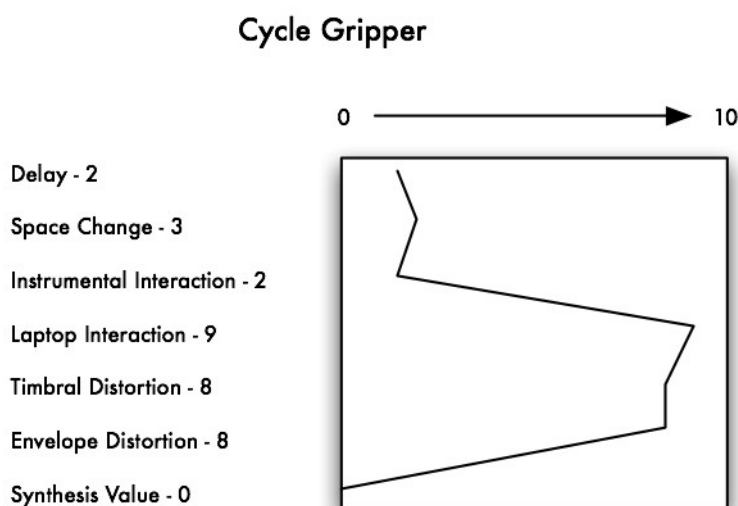 Cycle Gripper
0 10
Delay - 2
Space Change - 3
Instrumental Interaction - 2
Laptop Interaction - 9
Timbral Distortion - 8
Envelope Distortion - 8
Synthesis Value - 0